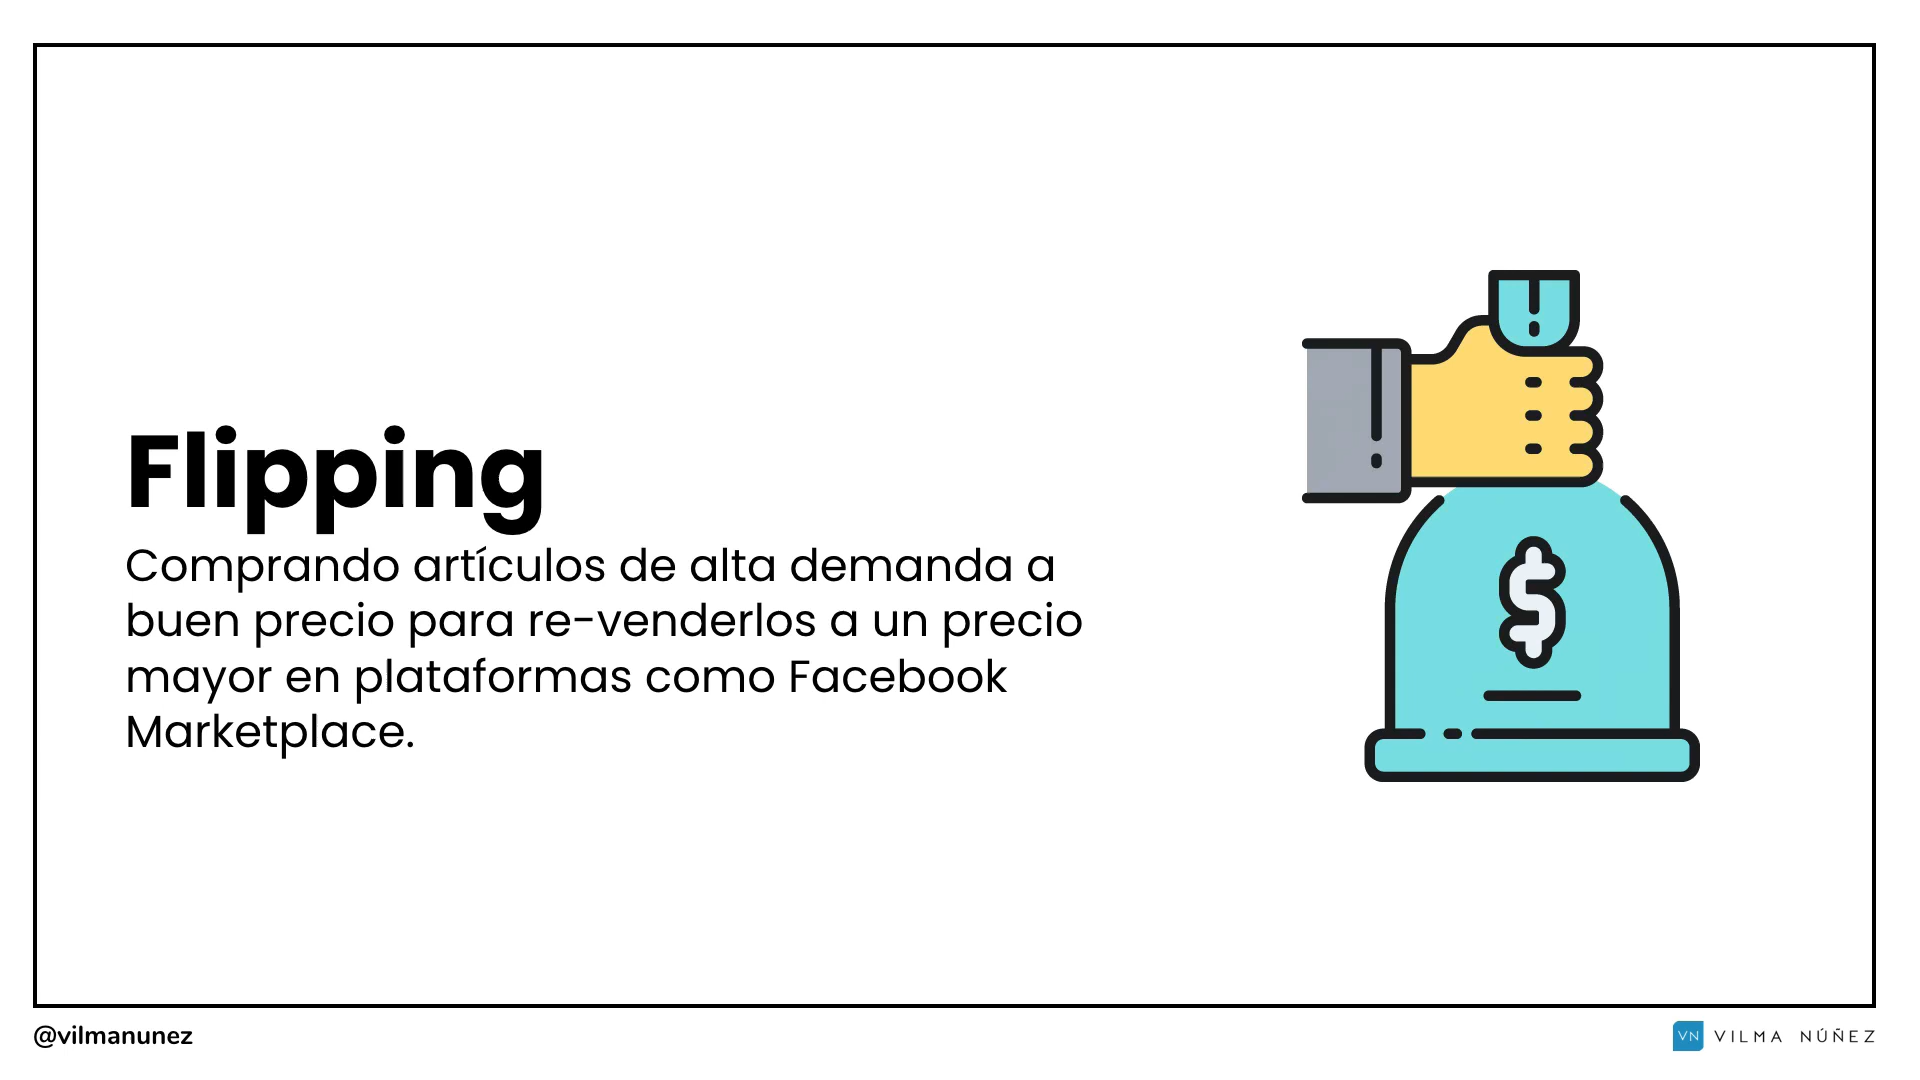 Flipping
Comprando artículos de alta demanda a
buen precio para re-venderlos a un precio
mayor en plataformas como Facebook
Marketplace.
$
@vilmanunez
VN VILMA NÚÑEZ